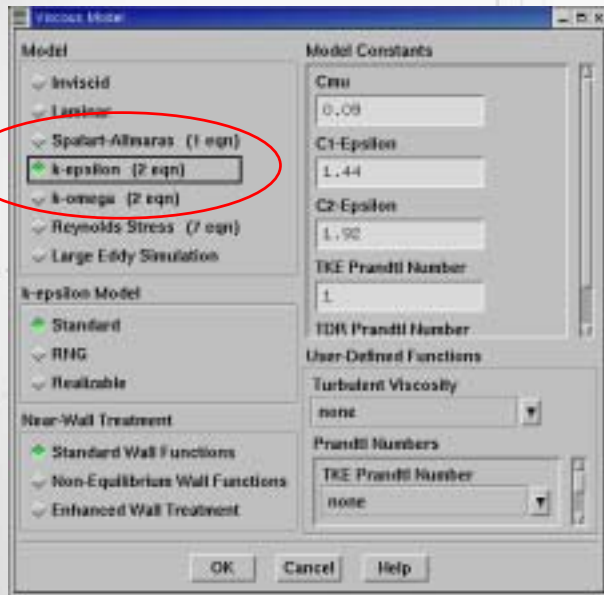 Viscous Model
Model
Inviscid
Laminar
Spalart-Allmaras (1 eqn)
k-epsilon (2 eqn)
k-omega (2 eqn)
Reynolds Stress (7 eqn)
Large Eddy Simulation
k-epsilon Model
Standard
RNG
Realizable
Near-Wall Treatment
Standard Wall Functions
Non-Equilibrium Wall Functions
Enhanced Wall Treatment
Model Constants
Cmu
0.09
C1-Epsilon
1.44
C2-Epsilon
1.92
TKE Prandtl Number
1
TDR Prandtl Number
User-Defined Functions
Turbulent Viscosity
none
Prandtl Numbers
TKE Prandtl Number
none
OK Cancel Help